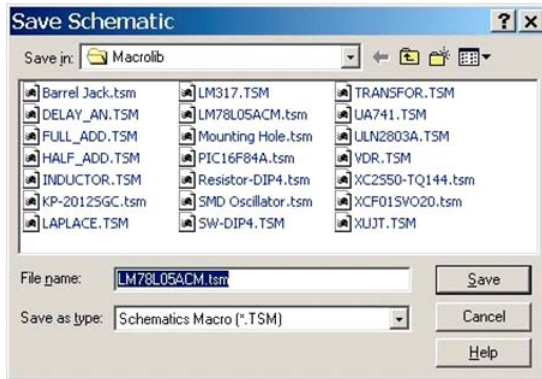 Save Schematic
Save in: Macrolib
Barrel Jack.tsm
DELAY_AN.TSM
FULL_ADD.TSM
HALF_ADD.TSM
INDUCTOR.TSM
KP-2012SGC.tsm
LAPLACE.TSM
LM317.TSM
LM78L05ACM.TSM
Mounting Hole.tsm
PIC16F84A.tsm
Resistor-DIP4.tsm
SMD Oscillator.tsm
SW-DIP4.TSM
TRANSFOR.TSM
UA741.TSM
ULN2803A.TSM
VDR.TSM
XC2S50-TQ144.tsm
XCF01SVO20.tsm
XUJT.TSM
File name: LM78L05ACM.tsm
Save
Save as type: Schematics Macro (*.TSM)
Cancel
Help